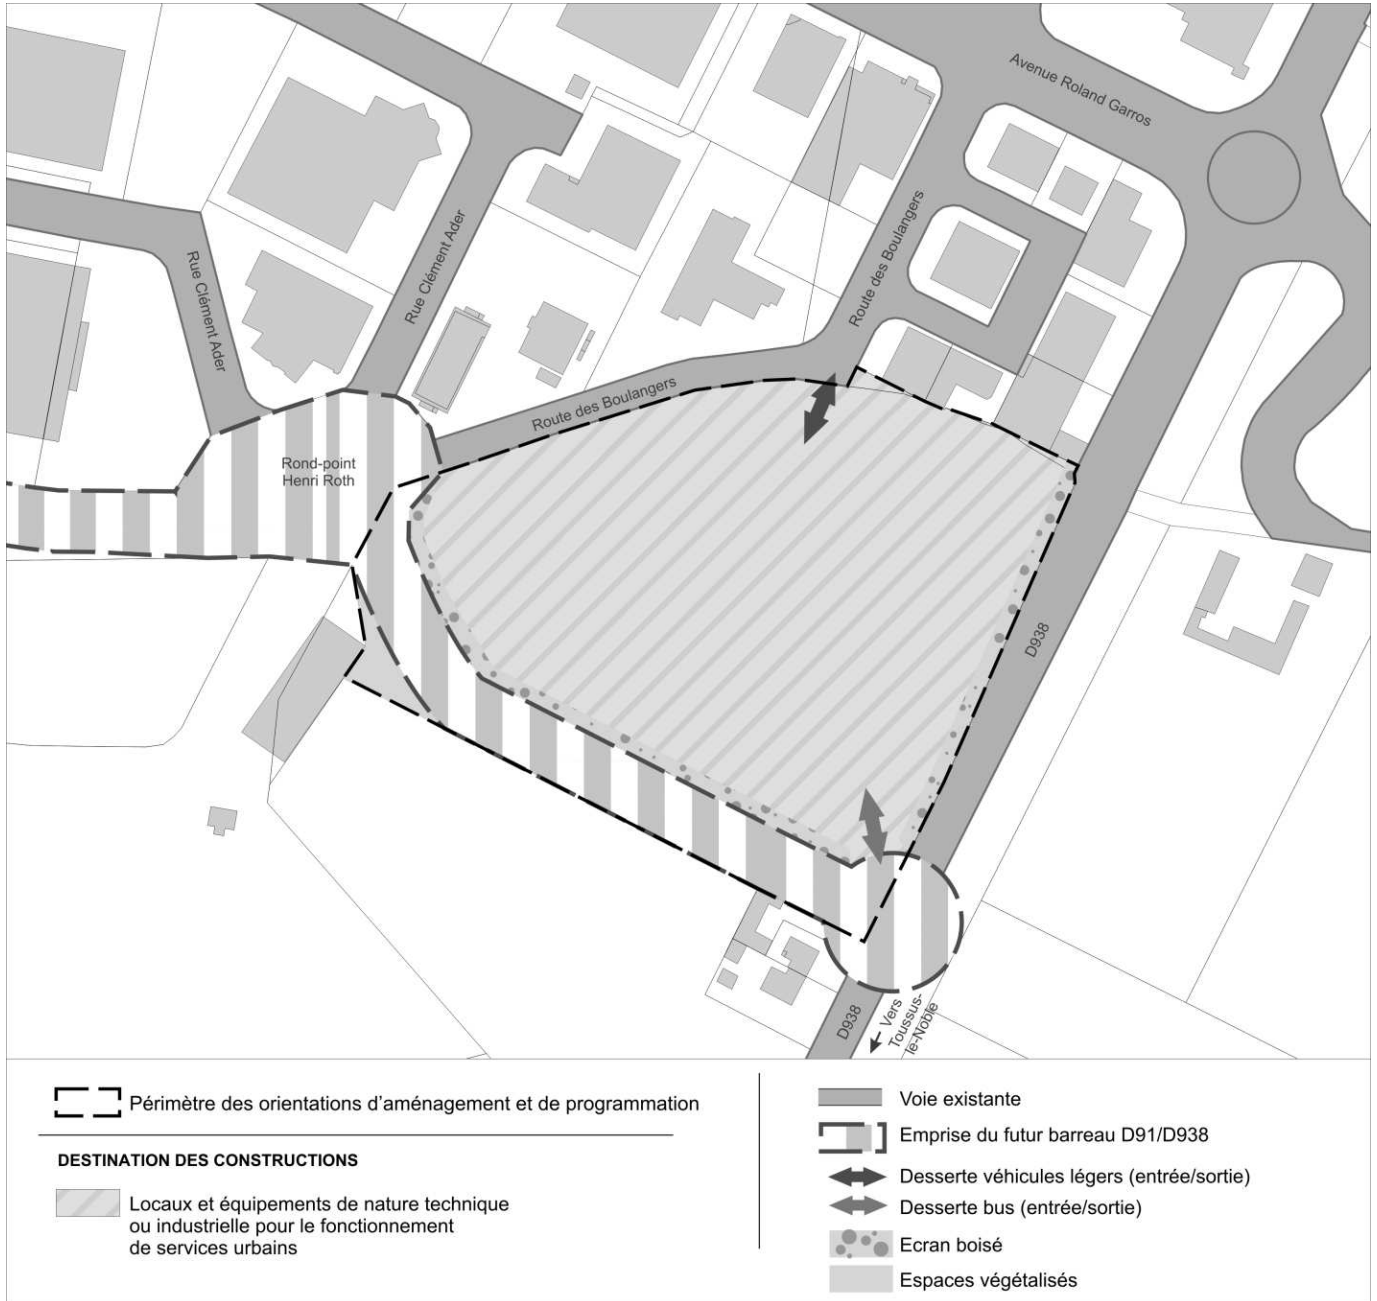 Avenue Roland Garros
Route des Boulangers
Rue Clément Ader
Rue Clément Ader
Route des Boulangers
Rond-point
Henri Roth
D938
D938
Vers
Toussus-
le-Noble
Périmètre des orientations d'aménagement et de programmation
DESTINATION DES CONSTRUCTIONS
Locaux et équipements de nature technique
ou industrielle pour le fonctionnement
de services urbains
Voie existante
Emprise du futur barreau D91/D938
Desserte véhicules légers (entrée/sortie)
Desserte bus (entrée/sortie)
Ecran boisé
Espaces végétalisés